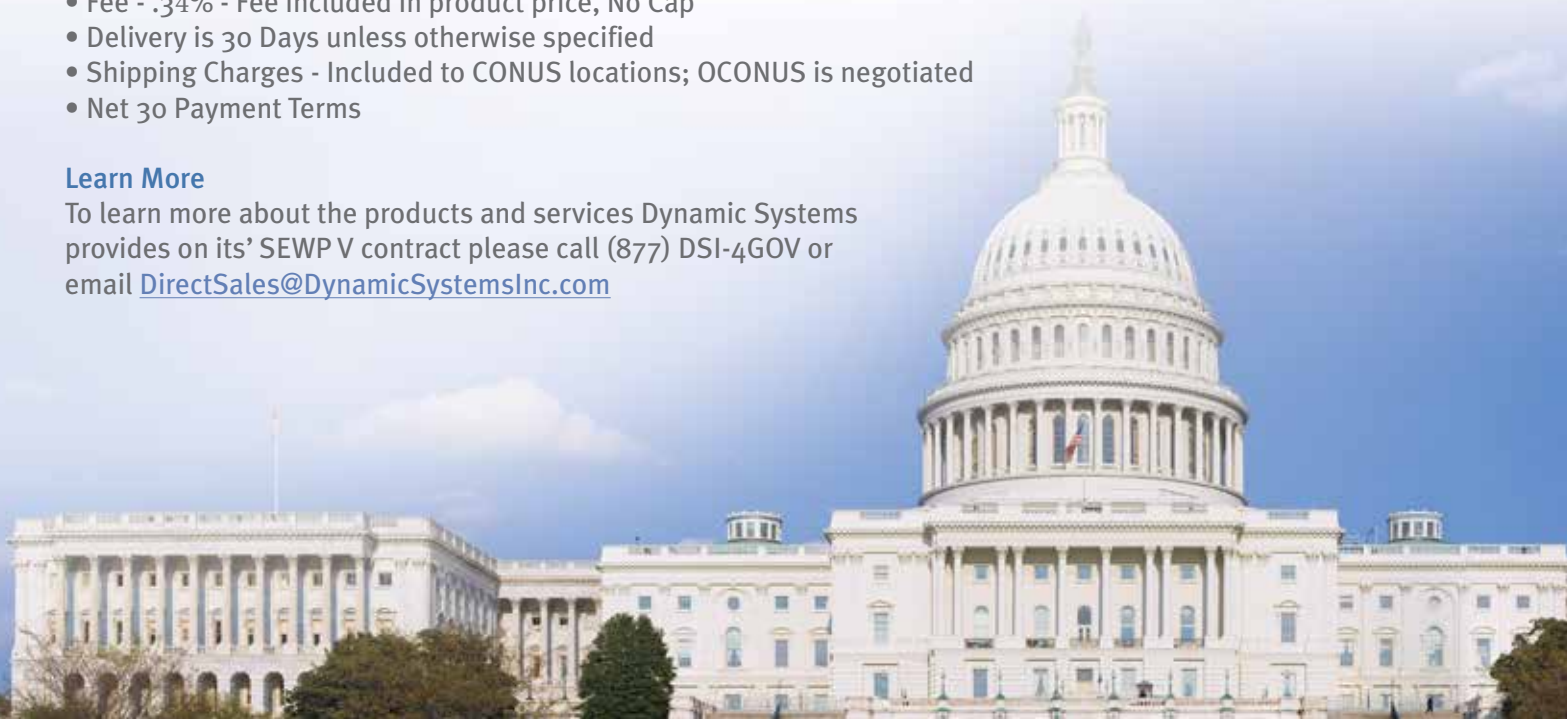 • Fee - .34% - Fee included in product price, No Cap
• Delivery is 30 Days unless otherwise specified
• Shipping Charges - Included to CONUS locations; OCONUS is negotiated
• Net 30 Payment Terms
Learn More
To learn more about the products and services Dynamic Systems
provides on its’ SEWP V contract please call (877) DSI-4GOV or
email DirectSales@DynamicSystemsInc.com